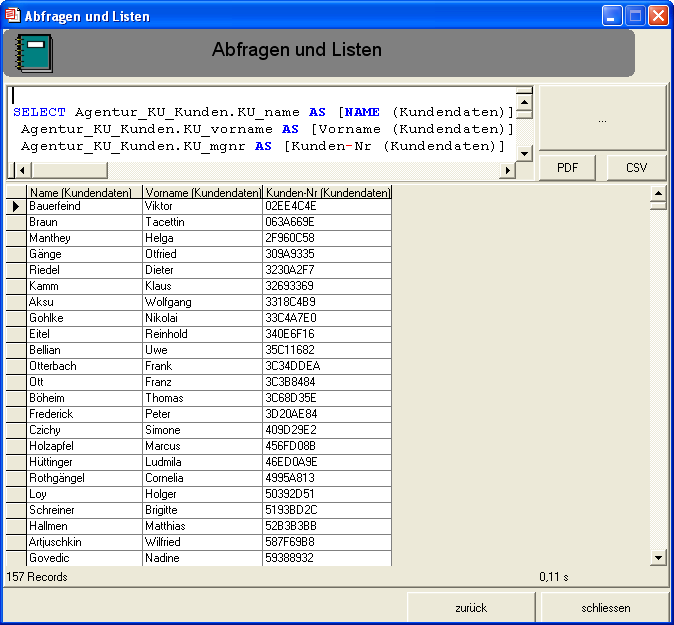 Abfragen und Listen
Abfragen und Listen
SELECT Agentur_KU_Kunden.KU_name AS [NAME (Kundendaten)]
Agentur_KU_Kunden.KU_vorname AS [Vorname (Kundendaten)]
Agentur_KU_Kunden.KU_mgnr AS [Kunden-Nr (Kundendaten)]
...
PDF CSV
Name (Kundendaten) Vorname (Kundendaten) Kunden-Nr (Kundendaten)
Bauerfeind Viktor 02EE4C4E
Braun Tacettin 063A669E
Manthey Helga 2F960C58
Gänge Otfried 309A9335
Riedel Dieter 3230A2F7
Kamm Klaus 32693369
Aksu Wolfgang 3318C4B9
Gohlke Nikolai 33C4A7E0
Eitel Reinhold 340E6F16
Bellian Uwe 35C11682
Otterbach Frank 3C34DDEA
Ott Franz 3C3B8484
Böheim Thomas 3C68D35E
Frederick Peter 3D20AE84
Czichy Simone 409D29E2
Holzapfel Marcus 456FD08B
Hüttinger Ludmila 46ED0A9E
Rothgängel Cornelia 4995A813
Loy Holger 50392D51
Schreiner Brigitte 5193BD2C
Hallmen Matthias 52B3B3BB
Artjuschkin Wilfried 587F69B8
Govedic Nadine 59388932
157 Records 0,11 s
zurück schliessen